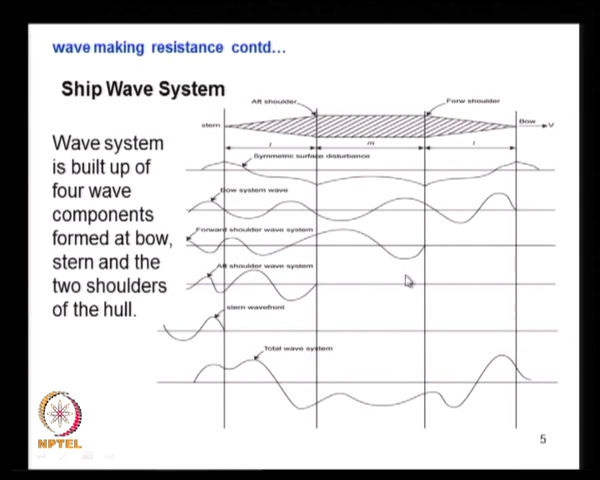 wave making resistance contd...
Ship Wave System
Wave system
is built up of
four wave
components
formed at bow,
stern and the
two shoulders
of the hull.
Aft shoulder
Forw shoulder
stern
Bow
V
l
m
l
Symmetric surface disturbance
Bow system wave
Forward shoulder wave system
Aft shoulder wave system
stern wavefront
Total wave system
NPTEL
5